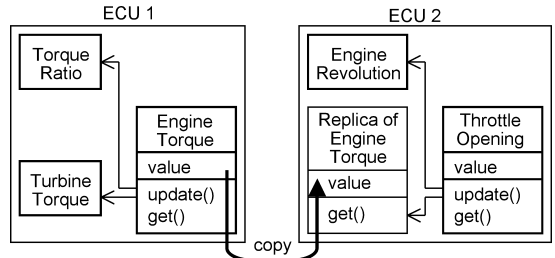 ECU 1
Torque
Ratio
Engine
Torque
value
update()
get()
Turbine
Torque
copy
ECU 2
Engine
Revolution
Replica of
Engine
Torque
value
get()
Throttle
Opening
value
update()
get()